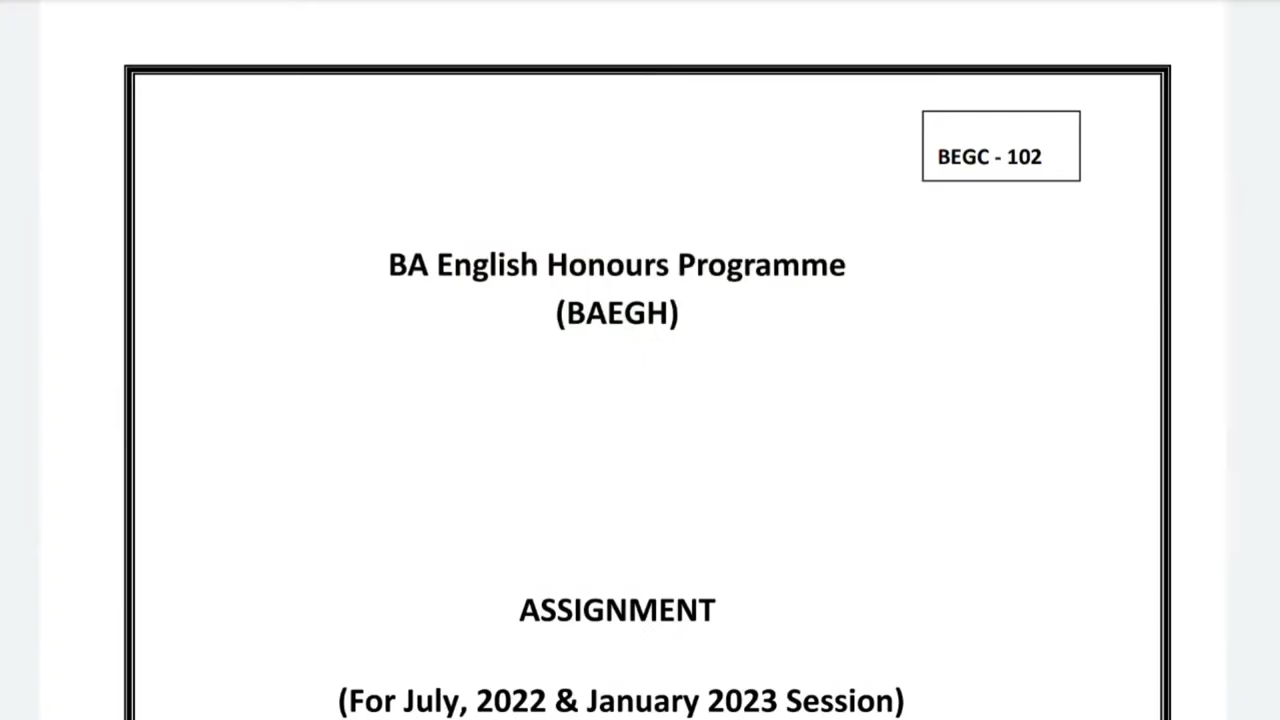 BEGC - 102
BA English Honours Programme
(BAEGH)
ASSIGNMENT
(For July, 2022 & January 2023 Session)